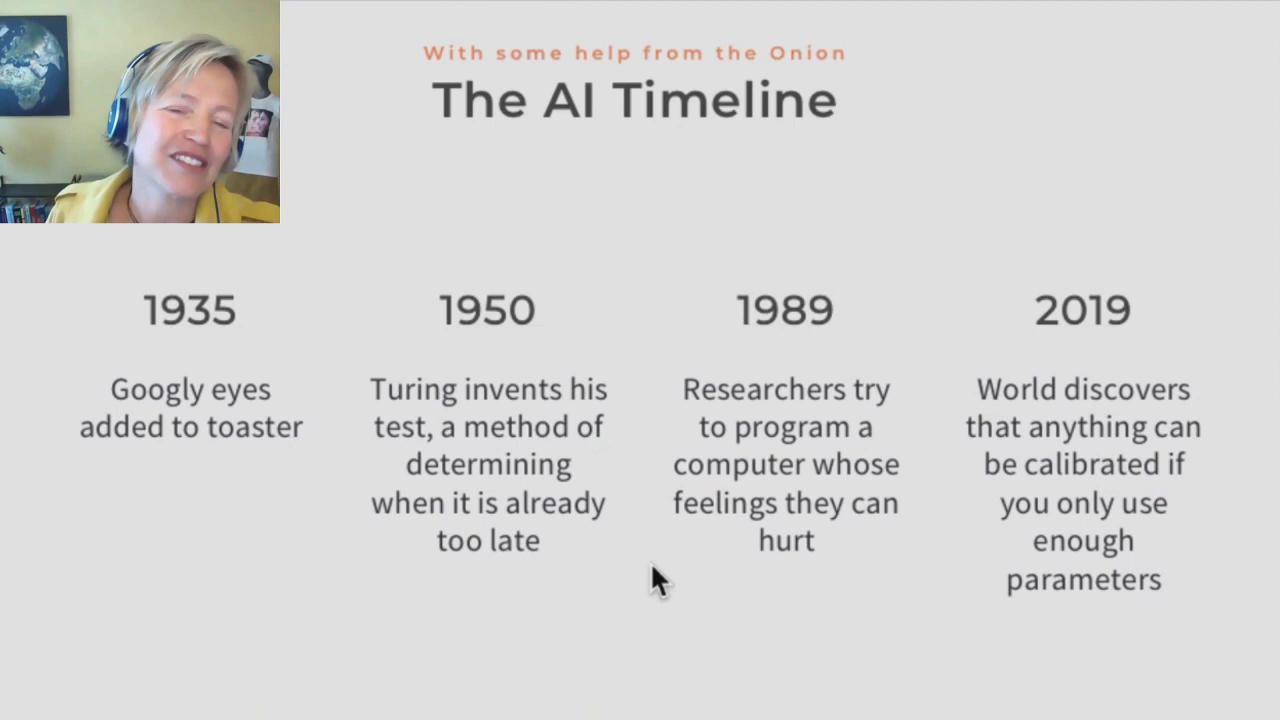 With some help from the Onion
The AI Timeline
1935
Googly eyes
added to toaster
1950
Turing invents his
test, a method of
determining
when it is already
too late
1989
Researchers try
to program a
computer whose
feelings they can
hurt
2019
World discovers
that anything can
be calibrated if
you only use
enough
parameters